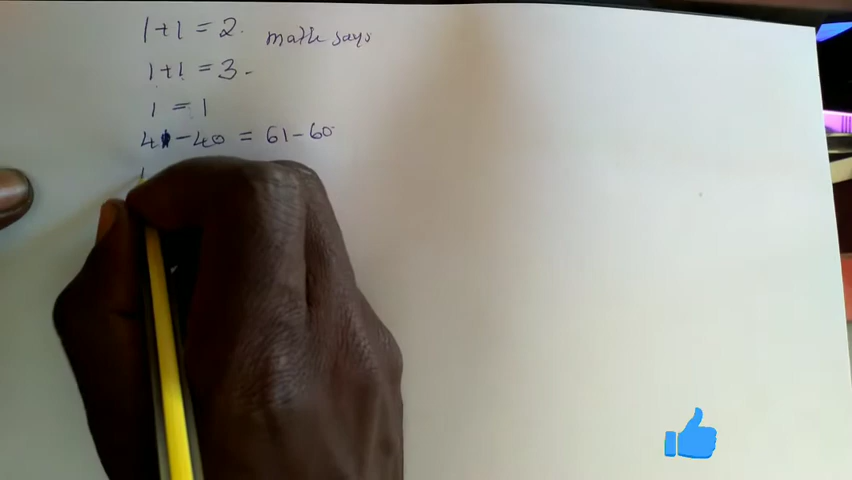 1+1 = 2. math says
1+1 = 3.
1 = 1
41-40 = 61-60